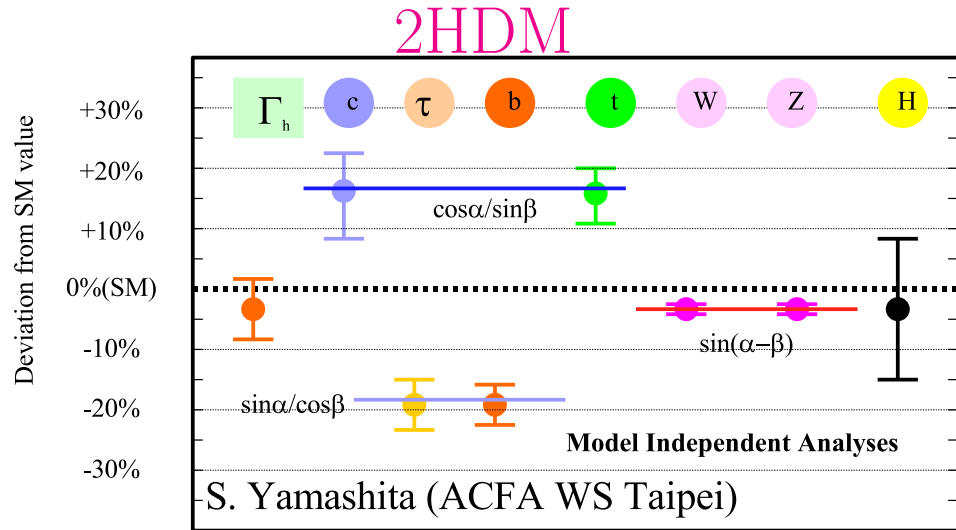 2HDM
Γh c τ b t W Z H
Deviation from SM value
+30%
+20%
+10%
0%(SM)
-10%
-20%
-30%
cosα/sinβ
sin(α−β)
sinα/cosβ
Model Independent Analyses
S. Yamashita (ACFA WS Taipei)